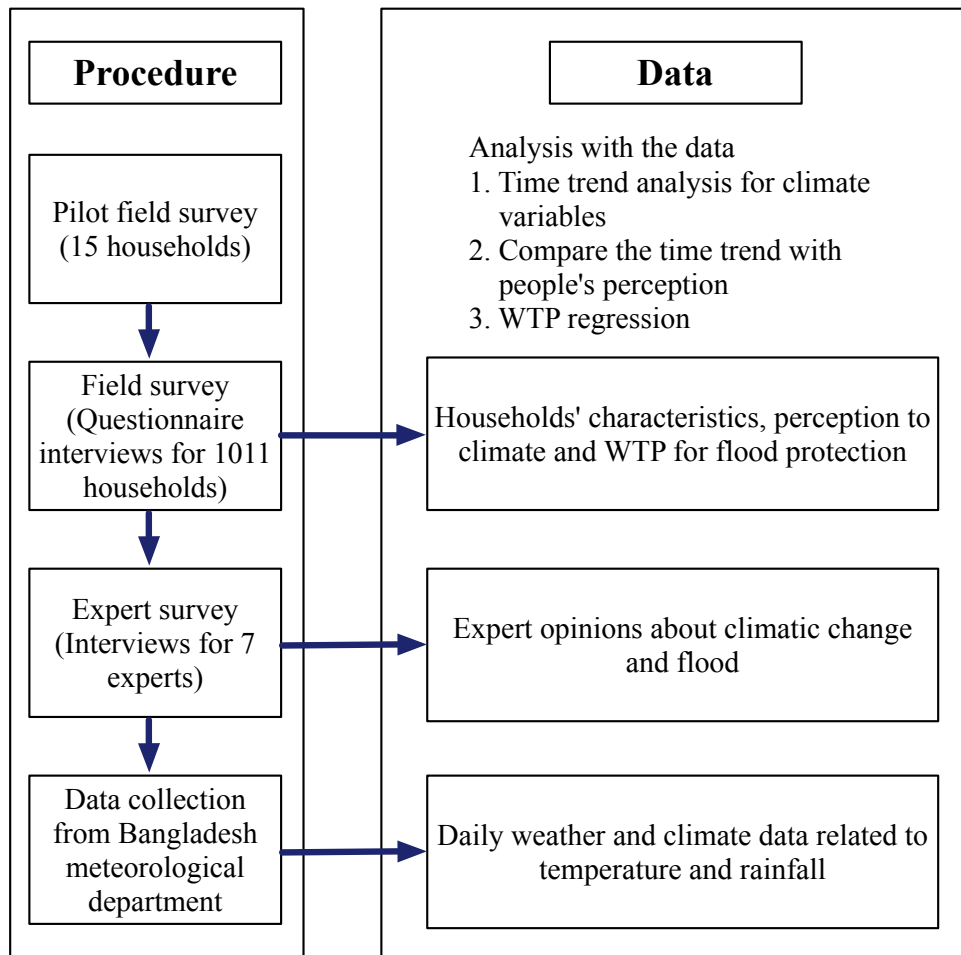 Procedure
Pilot field survey
(15 households)
Field survey
(Questionnaire
interviews for 1011
households)
Expert survey
(Interviews for 7
experts)
Data collection
from Bangladesh
meteorological
department
Data
Analysis with the data
1. Time trend analysis for climate
variables
2. Compare the time trend with
people's perception
3. WTP regression
Households' characteristics, perception to
climate and WTP for flood protection
Expert opinions about climatic change
and flood
Daily weather and climate data related to
temperature and rainfall